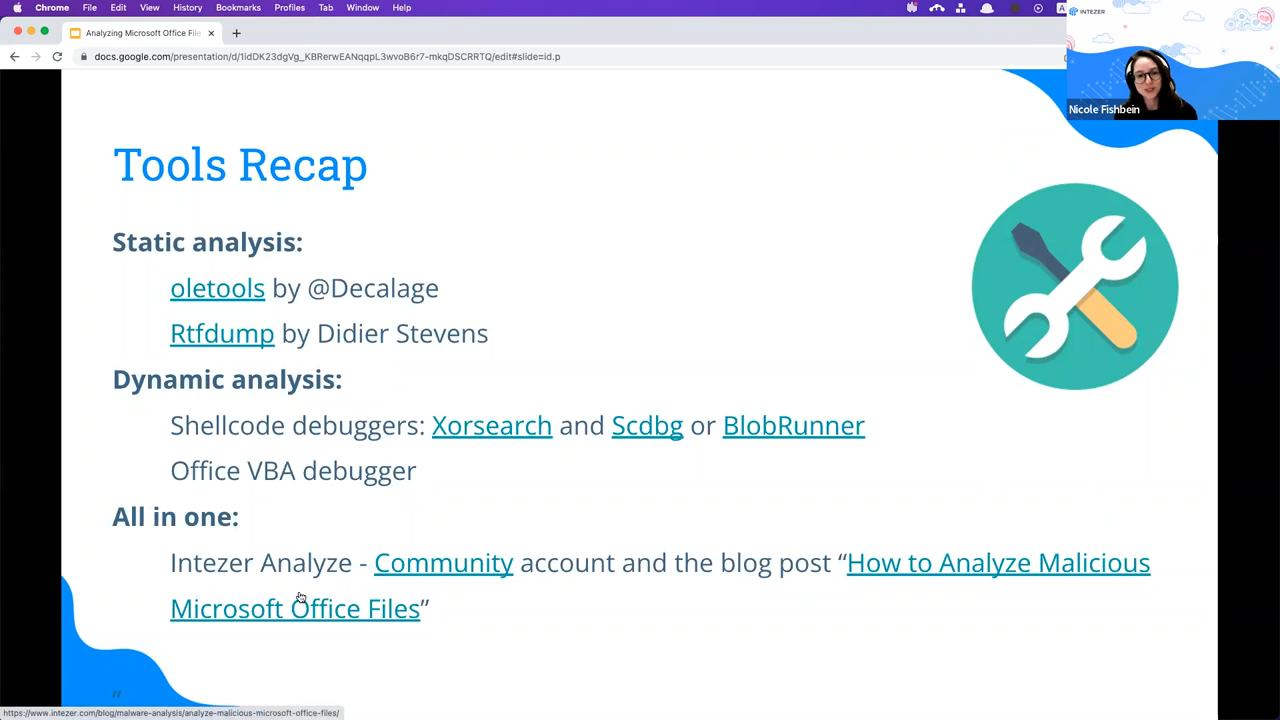 Chrome File Edit View History Bookmarks Profiles Tab Window Help
INTEZER
Analyzing Microsoft Office File
docs.google.com/presentation/d/1idDK23dgVg_KBRerwEANqqpL3wvoB6r7-mkqDSCRRTQ/edit#slide=id.p
Nicole Fishbein
Tools Recap
Static analysis:
oletools by @Decalage
Rtfdump by Didier Stevens
Dynamic analysis:
Shellcode debuggers: Xorsearch and Scdbg or BlobRunner
Office VBA debugger
All in one:
Intezer Analyze - Community account and the blog post “How to Analyze Malicious
Microsoft Office Files”
"
https://www.intezer.com/blog/malware-analysis/analyze-malicious-microsoft-office-files/